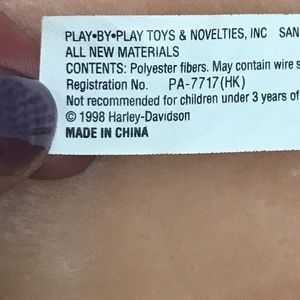 PLAY•BY•PLAY TOYS & NOVELTIES, INC SAN
ALL NEW MATERIALS
CONTENTS: Polyester fibers. May contain wire s
Registration No. PA-7717(HK)
Not recommended for children under 3 years of
© 1998 Harley-Davidson
MADE IN CHINA